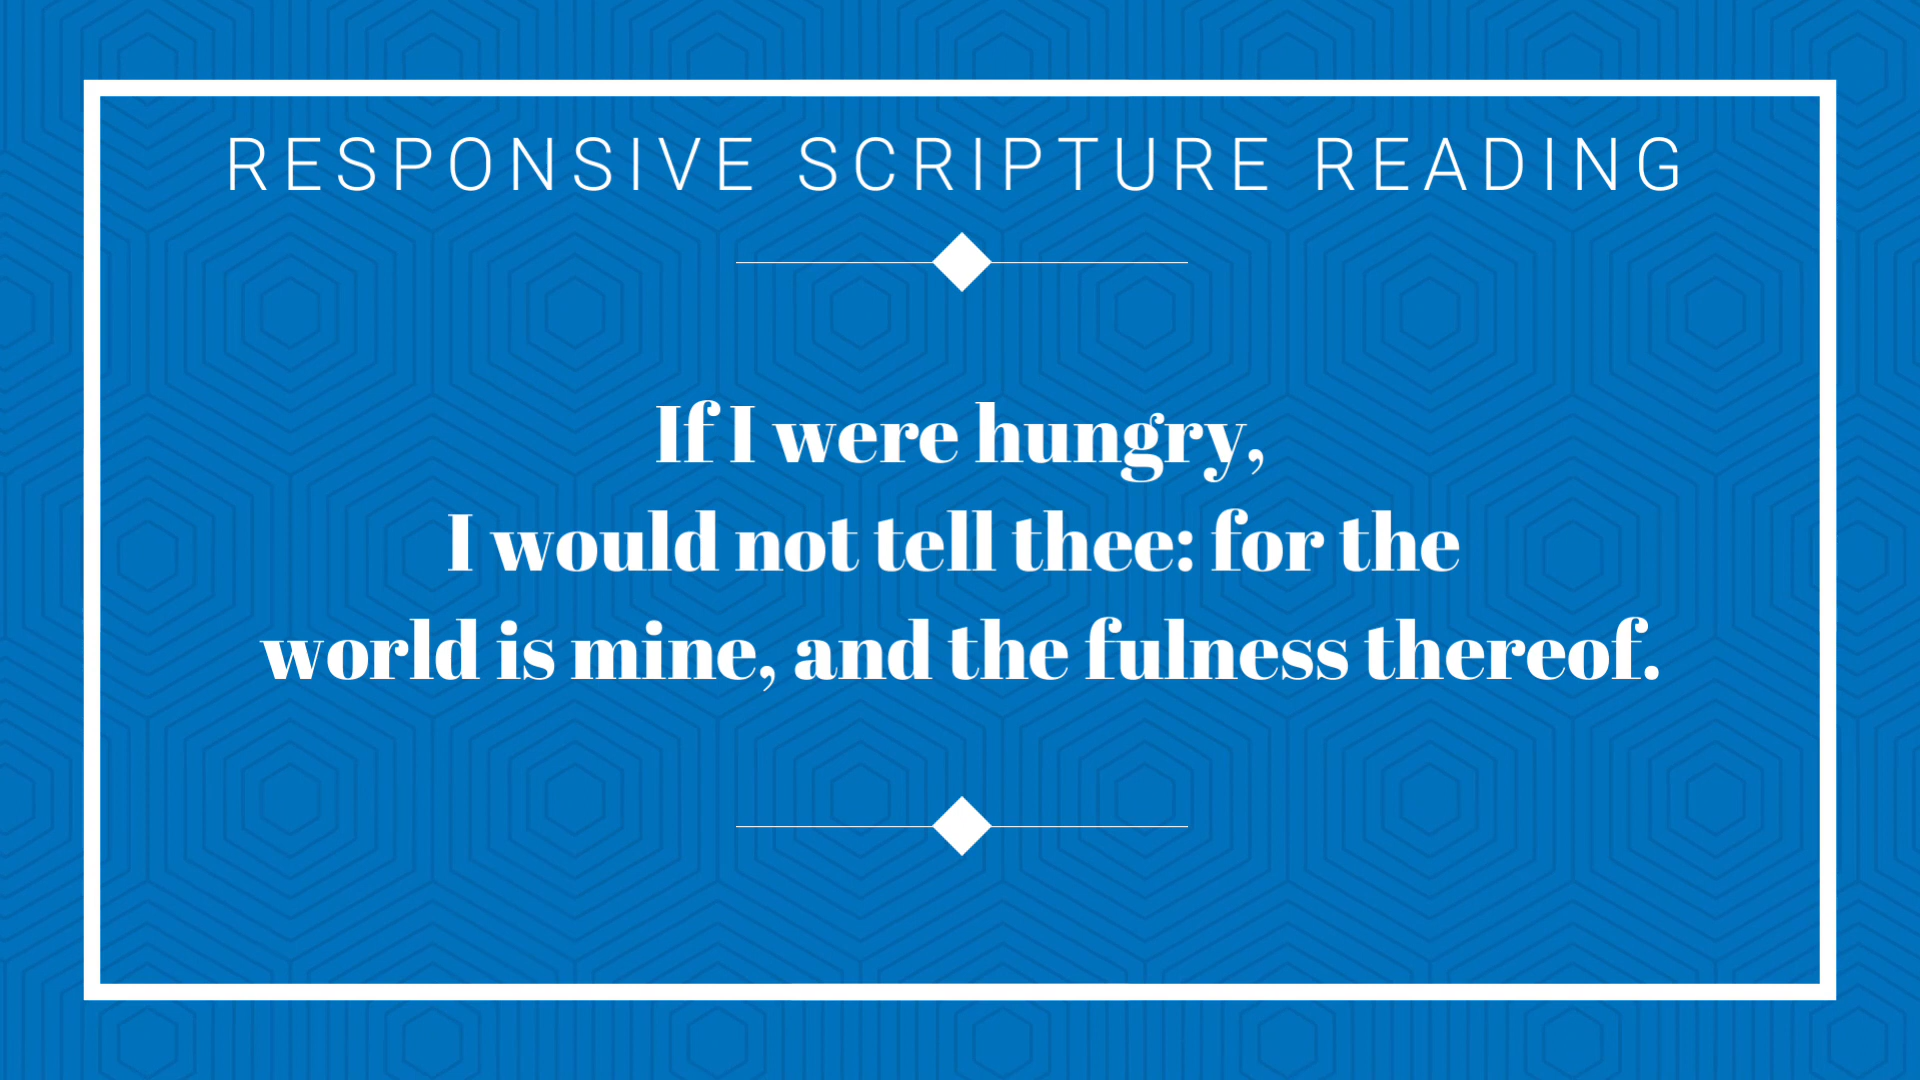 RESPONSIVE SCRIPTURE READING
If I were hungry,
I would not tell thee: for the
world is mine, and the fulness thereof.